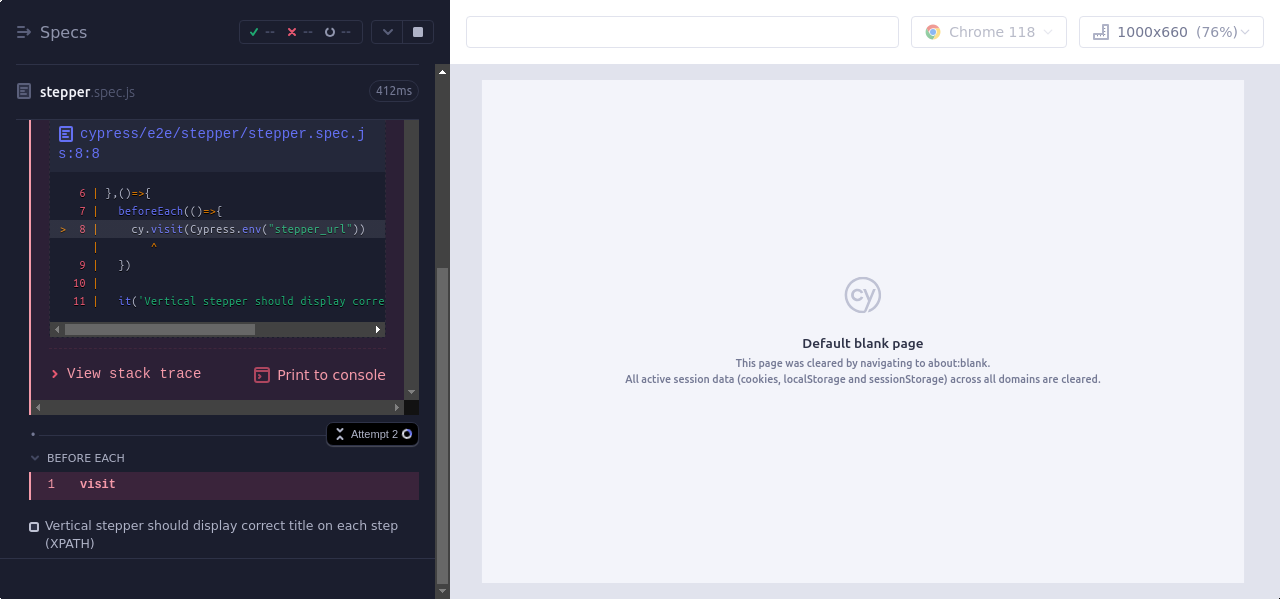 Specs
-- -- --
Chrome 118
1000x660 (76%)
stepper.spec.js
412ms
cypress/e2e/stepper/stepper.spec.j
s:8:8
6 | },()=>{
7 |   beforeEach(()=>{
> 8 |     cy.visit(Cypress.env("stepper_url"))
|        ^
9 |   })
10 |
11 |   it('Vertical stepper should display corre
View stack trace
Print to console
Attempt 2
BEFORE EACH
1 visit
Vertical stepper should display correct title on each step
(XPATH)
cy
Default blank page
This page was cleared by navigating to about:blank.
All active session data (cookies, localStorage and sessionStorage) across all domains are cleared.